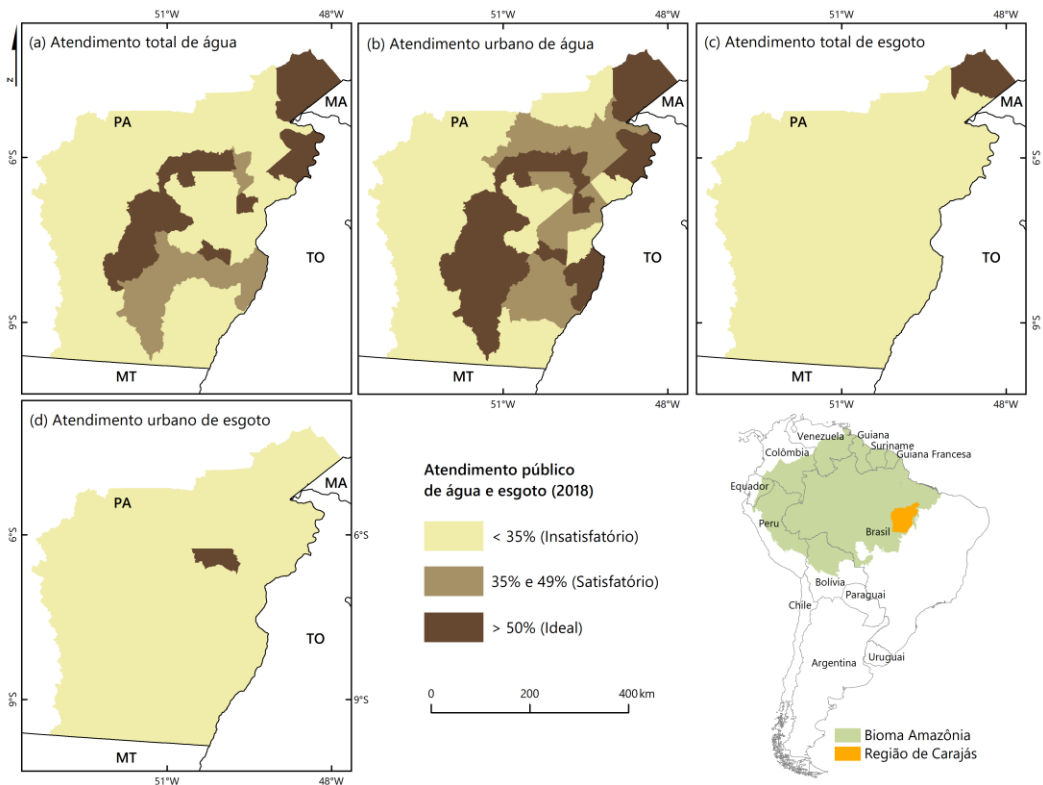 51°W
48°W
51°W
48°W
(a) Atendimento total de água
(b) Atendimento urbano de água
(c) Atendimento total de esgoto
z
MA
MA
MA
PA
PA
PA
6°S
6°S
6°S
TO
TO
TO
9°S
9°S
9°S
MT
MT
MT
51°W
48°W
51°W
48°W
(d) Atendimento urbano de esgoto
MA
PA
6°S
6°S
TO
9°S
9°S
MT
51°W
48°W
Atendimento público
de água e esgoto (2018)
< 35% (Insatisfatório)
35% e 49% (Satisfatório)
> 50% (Ideal)
0
200
400 km
Venezuela
Guiana
Suriname
Guiana Francesa
Colômbia
Equador
Peru
Brasil
Bolívia
Paraguai
Chile
Uruguai
Argentina
Bioma Amazônia
Região de Carajás